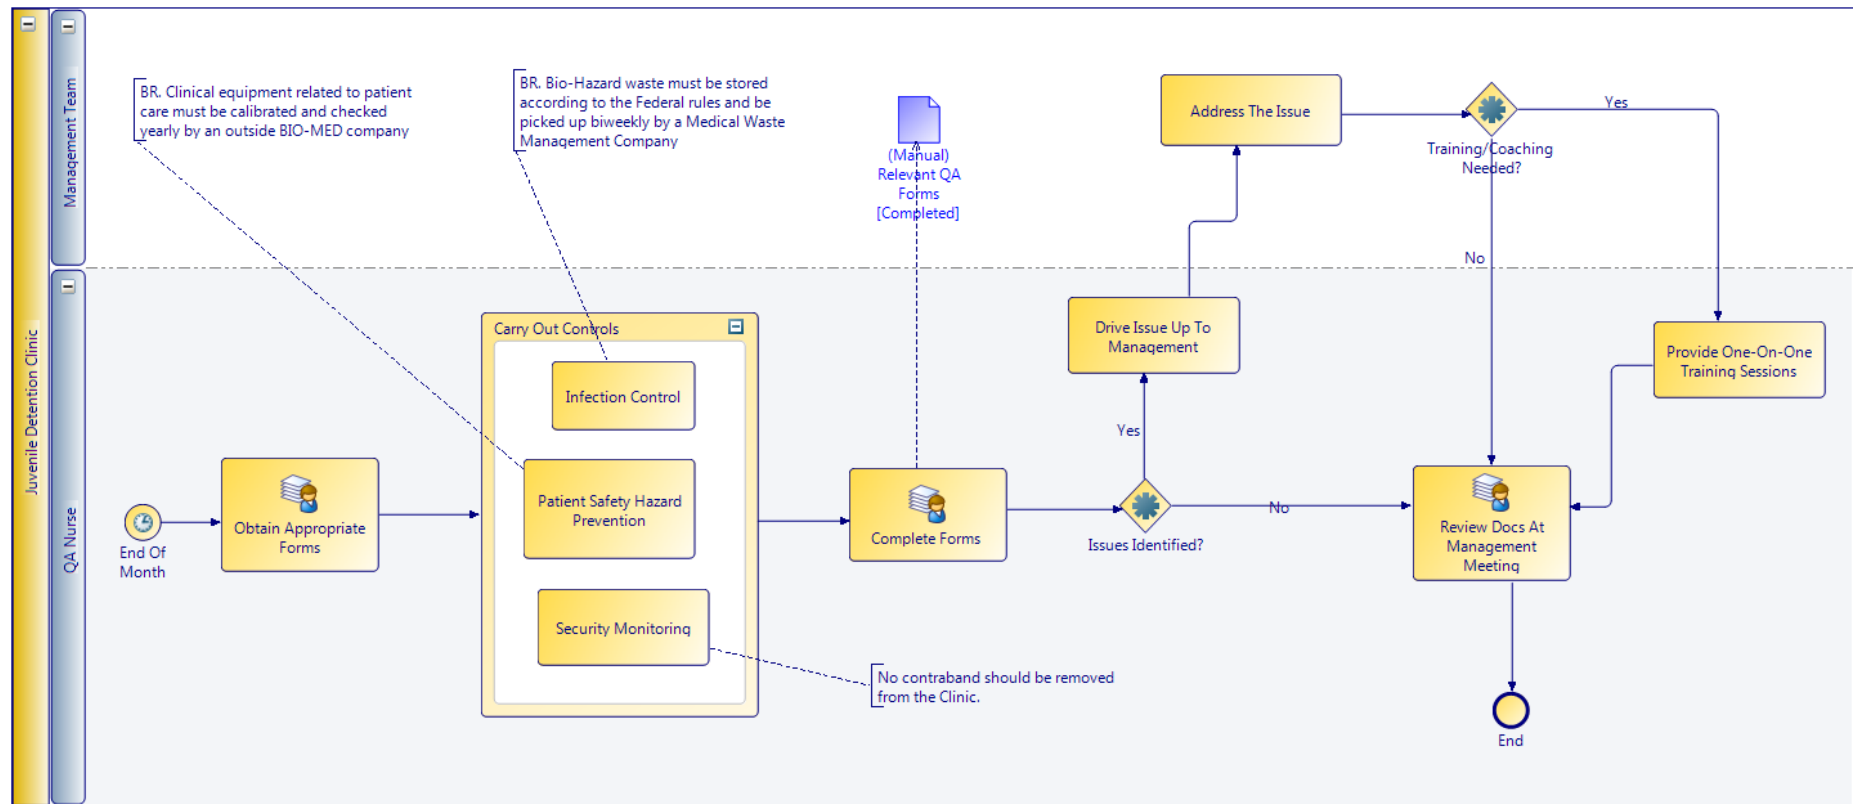 Juvenile Detention Clinic
Management Team
BR. Clinical equipment related to patient
care must be calibrated and checked
yearly by an outside BIO-MED company
BR. Bio-Hazard waste must be stored
according to the Federal rules and be
picked up biweekly by a Medical Waste
Management Company
(Manual)
Relevant QA
Forms
[Completed]
Address The Issue
Training/Coaching
Needed?
Yes
No
QA Nurse
End Of
Month
Obtain Appropriate
Forms
Carry Out Controls
Infection Control
Patient Safety Hazard
Prevention
Security Monitoring
No contraband should be removed
from the Clinic.
Complete Forms
Issues Identified?
Yes
No
Drive Issue Up To
Management
Provide One-On-One
Training Sessions
Review Docs At
Management
Meeting
End